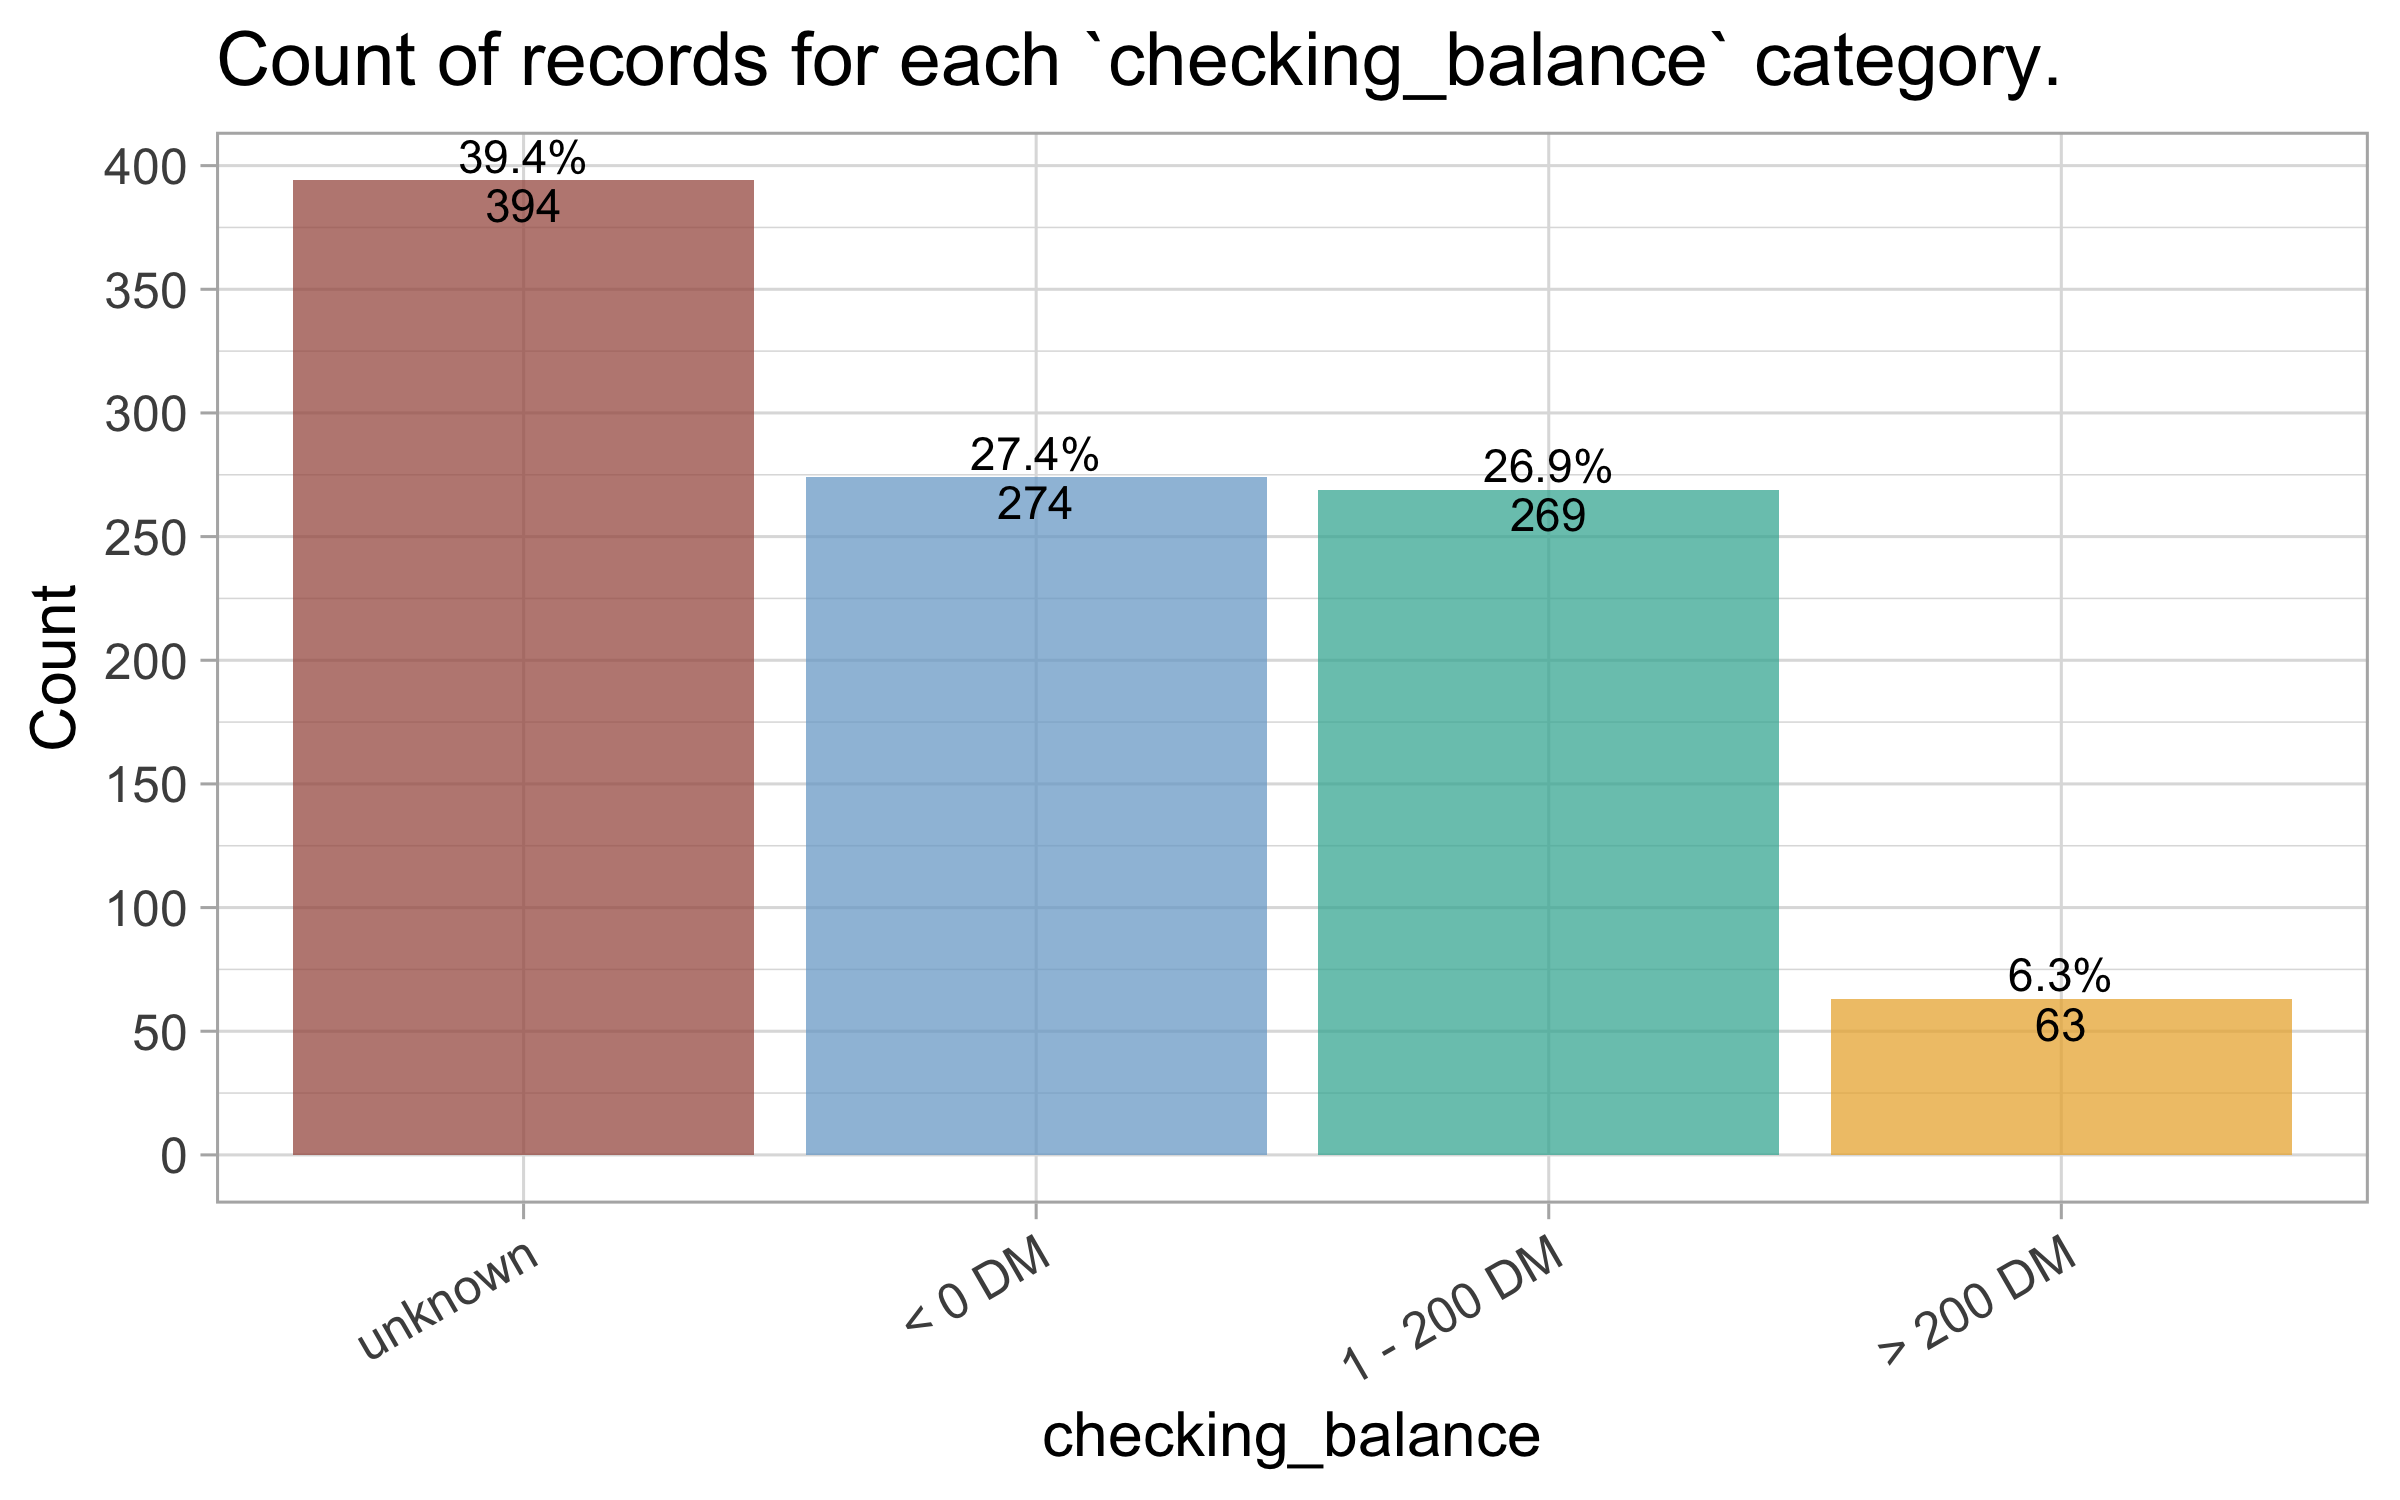 Count of records for each `checking_balance` category.
Count
400
350
300
250
200
150
100
50
0
39.4%
394
27.4%
274
26.9%
269
6.3%
63
unknown
< 0 DM
1 - 200 DM
> 200 DM
checking_balance